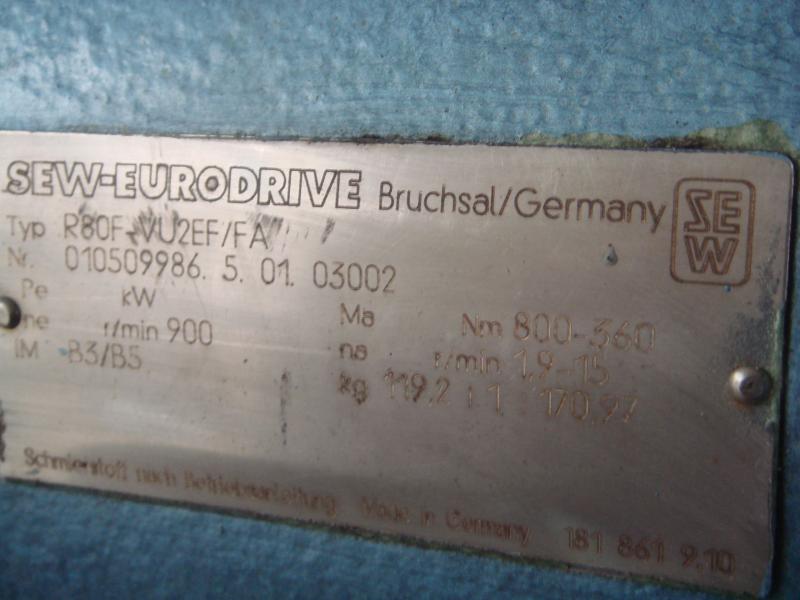 SEW-EURODRIVE Bruchsal/Germany SEW
Typ R80F-VU2EF/FA
Nr. 010509986. 5. 01. 03002
Pe kW Ma Nm 800-360
ne r/min 900 na r/min 1,9-15
IM B3/B5 kg 119,2 i 1 : 170,97
Schmierstoff nach Betriebsanleitung Made in Germany 181 861 9.10